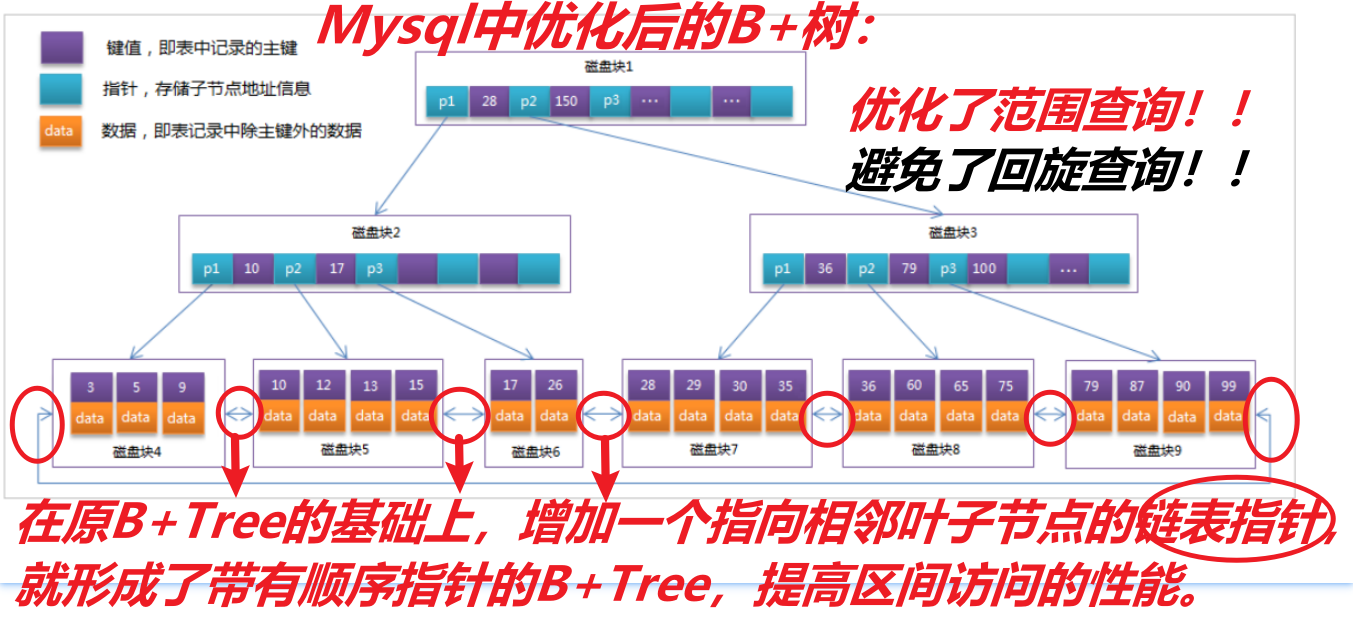 Mysql中优化后的B+树：
键值，即表中记录的主键
指针，存储子节点地址信息
data 数据，即表记录中除主键外的数据
磁盘块1
p1 28 p2 150 p3 ... ...
优化了范围查询！！
避免了回旋查询！！
磁盘块2
p1 10 p2 17 p3
磁盘块3
p1 36 p2 79 p3 100 ...
3 5 9
data data data
磁盘块4
10 12 13 15
data data data data
磁盘块5
17 26
data data
磁盘块6
28 29 30 35
data data data data
磁盘块7
36 60 65 75
data data data data
磁盘块8
79 87 90 99
data data data data
磁盘块9
在原B+Tree的基础上，增加一个指向相邻叶子节点的链表指针，
就形成了带有顺序指针的B+Tree，提高区间访问的性能。